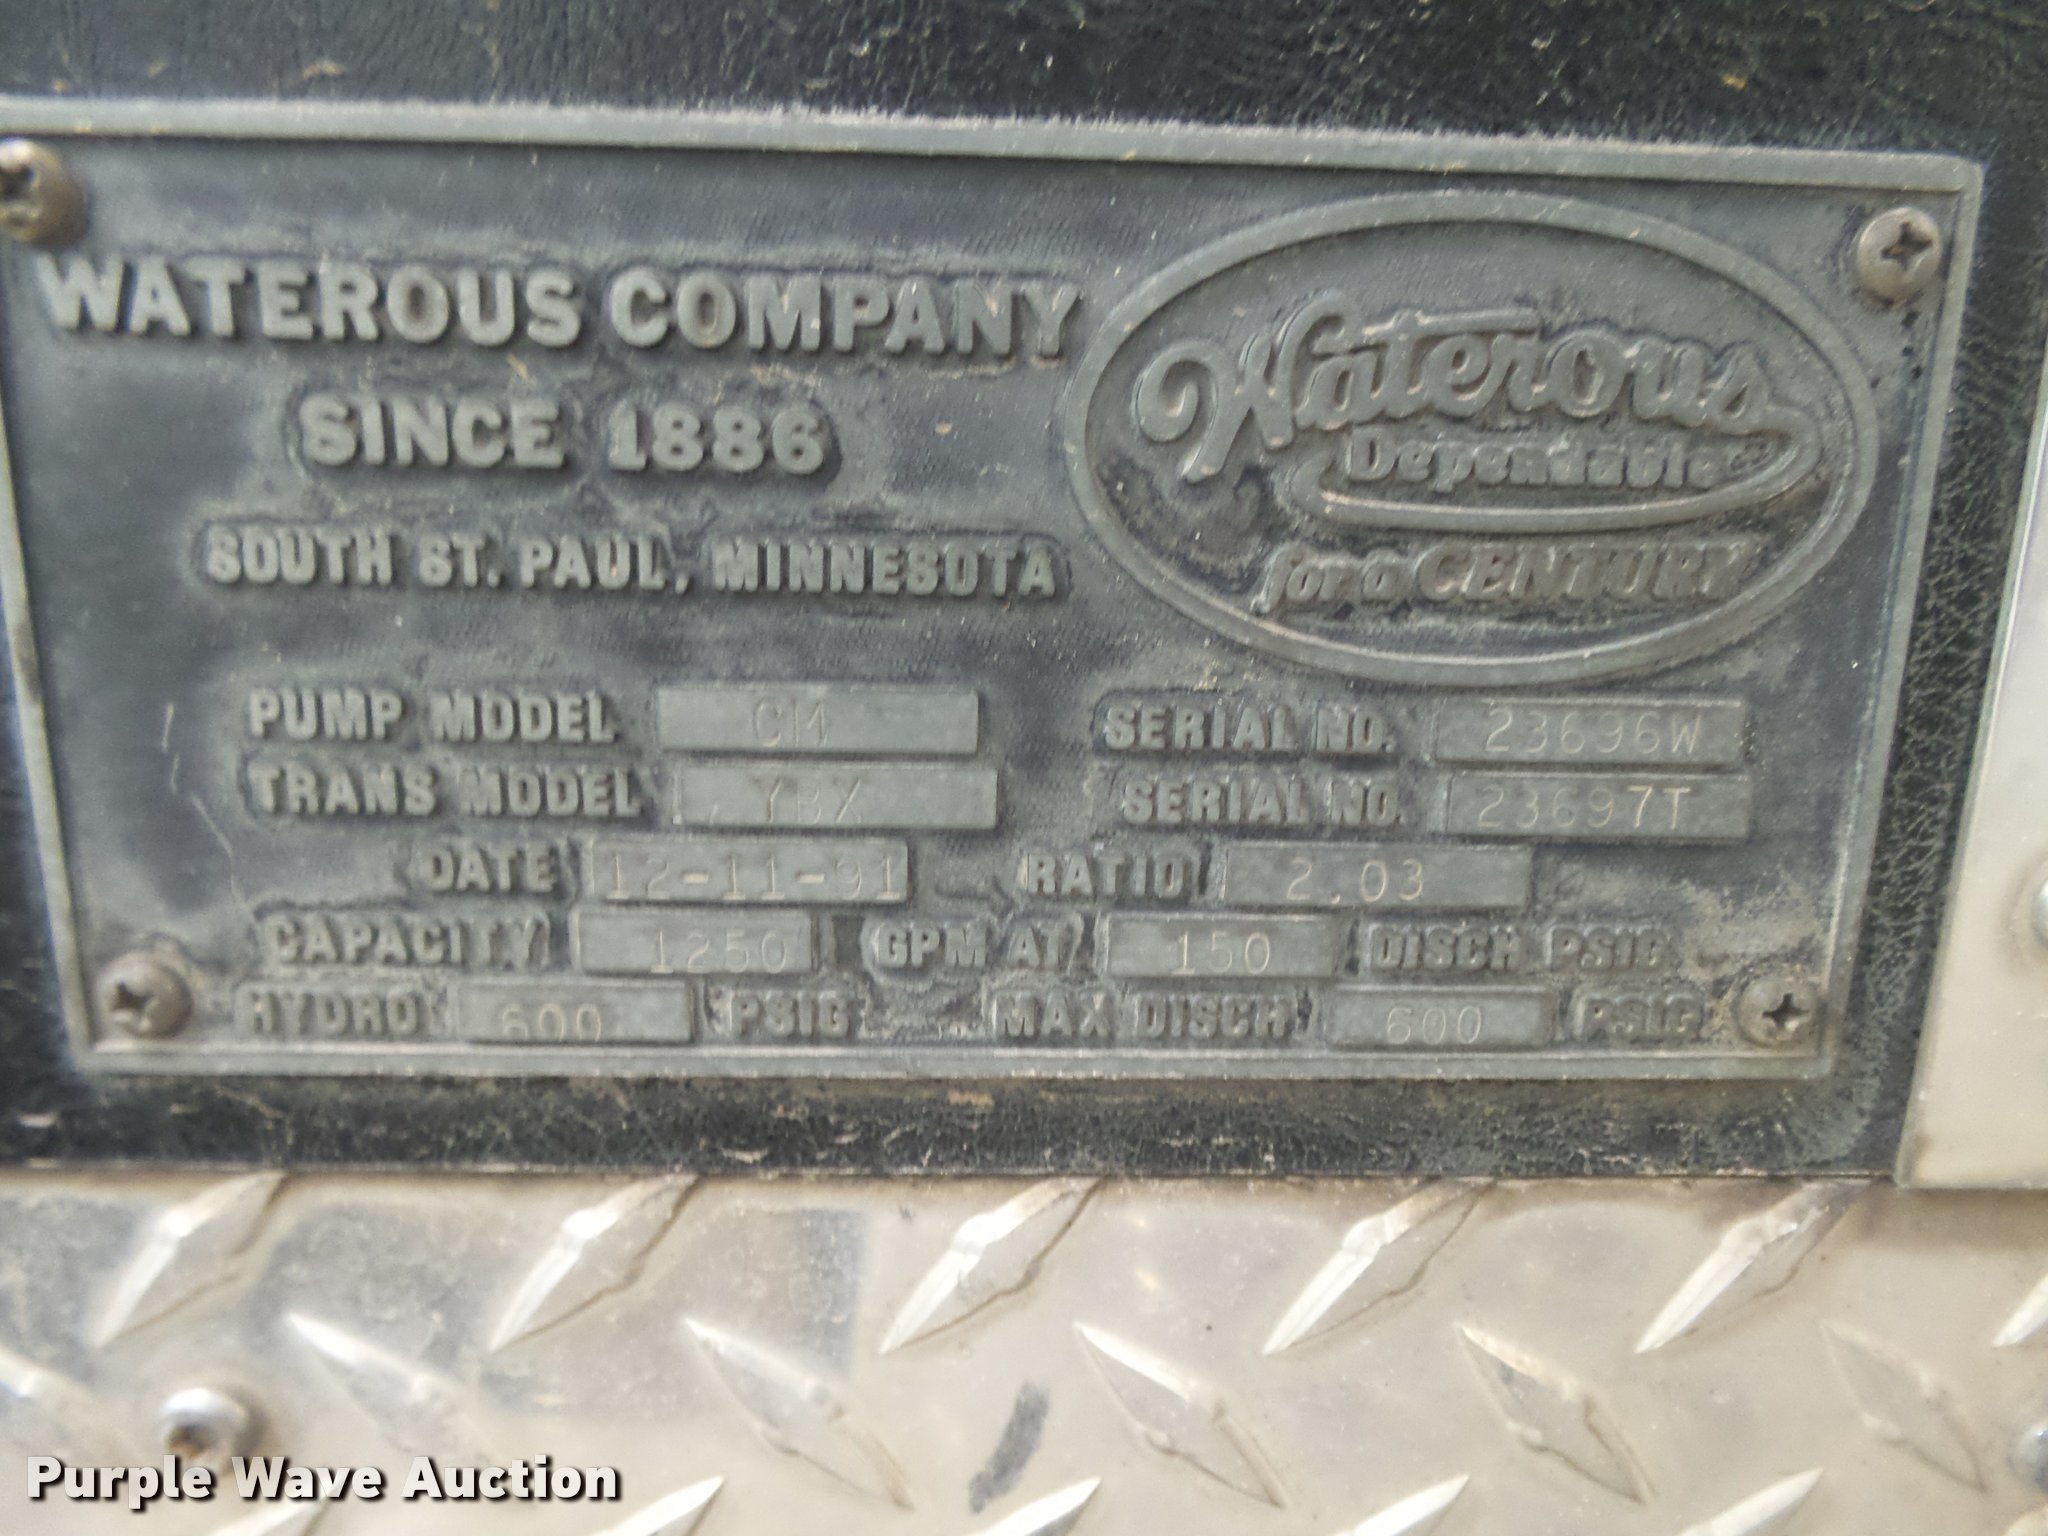 WATEROUS COMPANY
SINCE 1886
SOUTH ST. PAUL, MINNESOTA
Waterous
Dependable
for a CENTURY
PUMP MODEL CM SERIAL NO. 23696W
TRANS MODEL YBX SERIAL NO. 23697T
DATE 12-11-91 RATIO 2.03
CAPACITY 1250 GPM AT 150 DISCH PSIG
HYDRO 600 PSIG MAX DISCH 600 PSIG
Purple Wave Auction